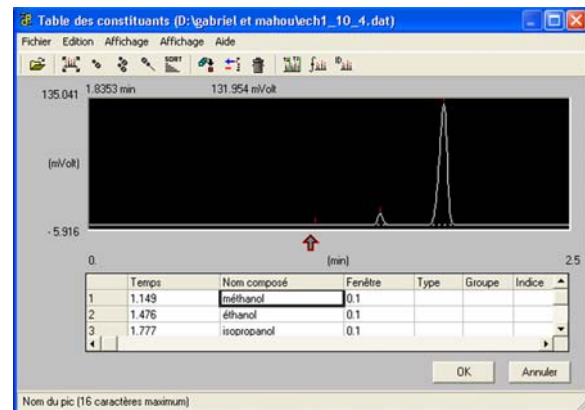 Table des constituants (D:\gabriel et mahou\ech1_10_4.dat)
Fichier Edition Affichage Affichage Aide
SORT
135.041 1.8353 min 131.954 mVolt
(mVolt)
-5.916
0. (min) 2.5
Temps Nom composé Fenêtre Type Groupe Indice
1 1.149 méthanol 0.1
2 1.476 éthanol 0.1
3 1.777 isopropanol 0.1
OK Annuler
Nom du pic (16 caractères maximum)